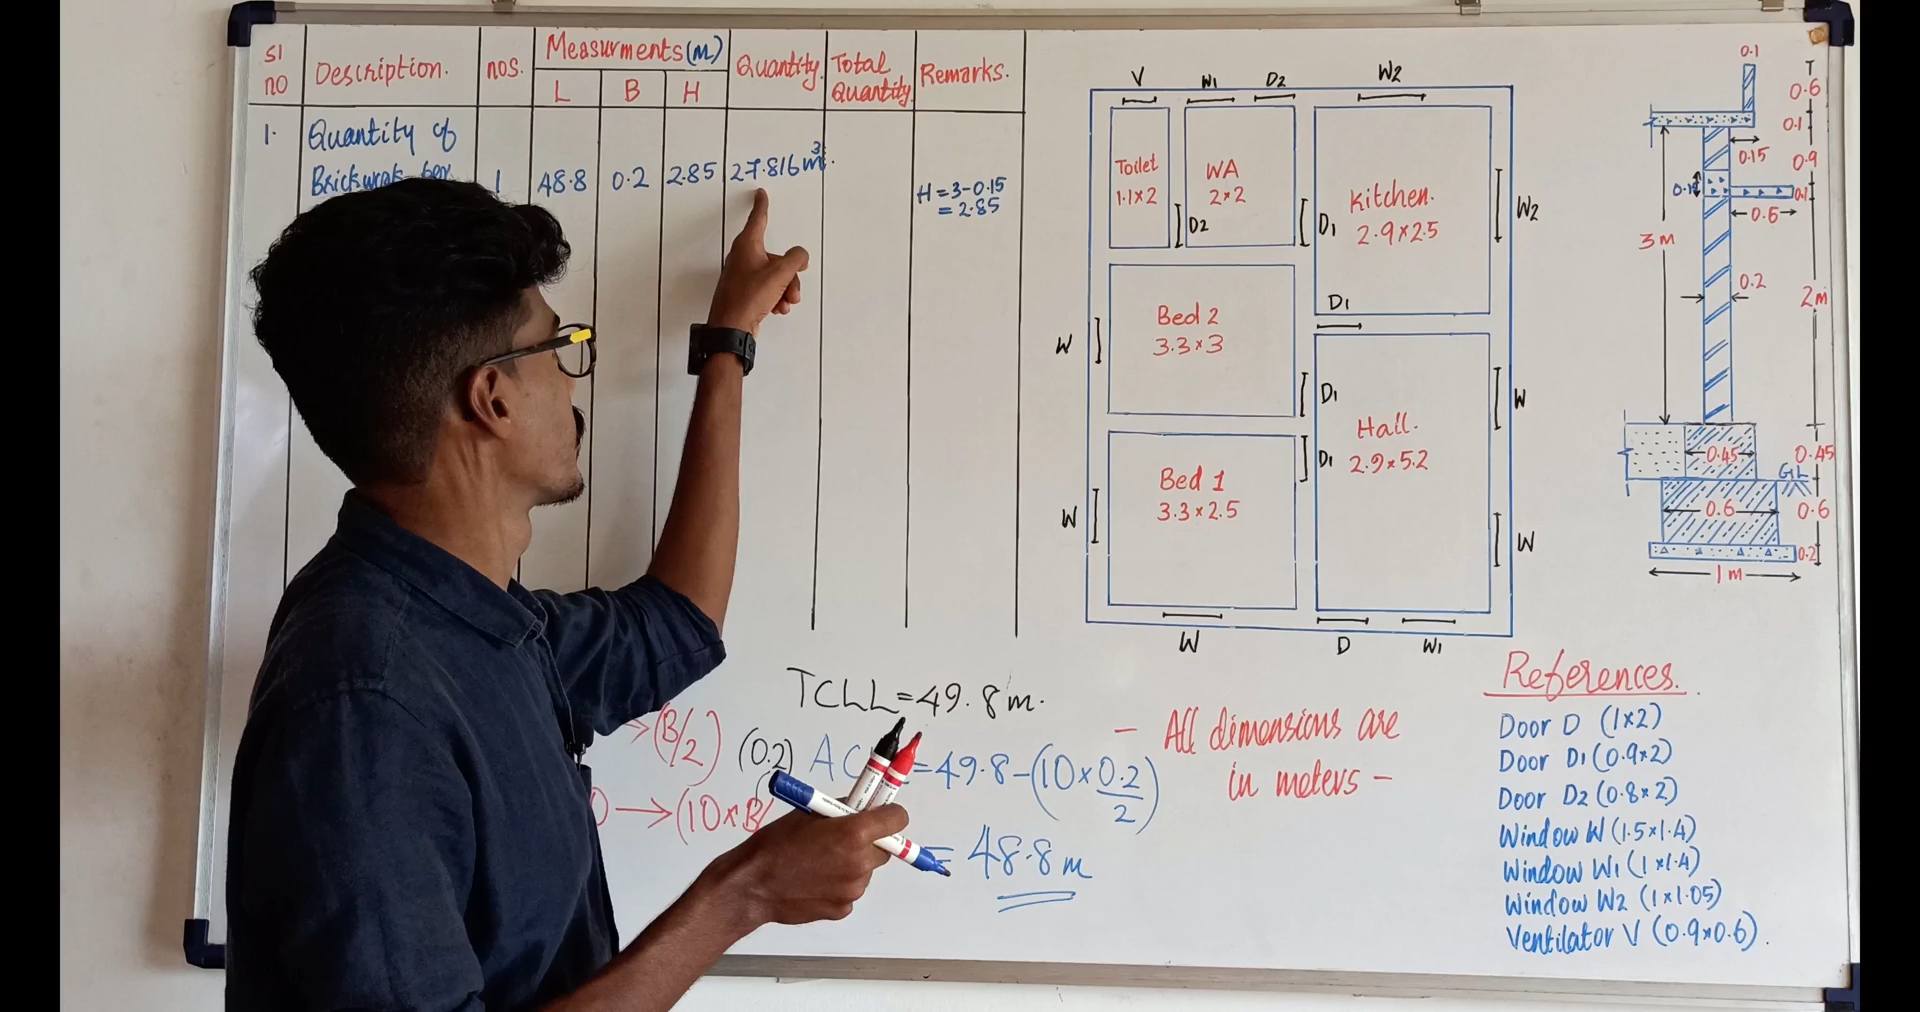 Sl no
Description.
nos.
Measurments (m)
L B H
Quantity.
Total Quantity
Remarks.
1.
Quantity of
Brickwork
1 48.8 0.2 2.85 27.816m³.
H = 3-0.15
= 2.85
V
W1
D2
W2
Toilet
1.1×2
WA
2×2
Kitchen.
2.9×2.5
D2
D1
W2
D1
Bed 2
3.3×3
W
D1
W
Hall.
2.9×5.2
Bed 1
3.3×2.5
D1
W
W
W
D
W1
0.1
0.6
0.1
0.15
0.9
0.1
0.6
3m
0.2
2m
0.45
0.45
G.L
0.6
0.6
0.2
1m
TCLL = 49.8m.
→(B/2)
(0.2)
= 49.8-(10×0.2/2)
→(10×B/
= 48.8 m
- All dimensions are
in meters -
References.
Door D (1×2)
Door D1 (0.9×2)
Door D2 (0.8×2)
Window W (1.5×1.4)
Window W1 (1×1.4)
Window W2 (1×1.05)
Ventilator V (0.9×0.6).